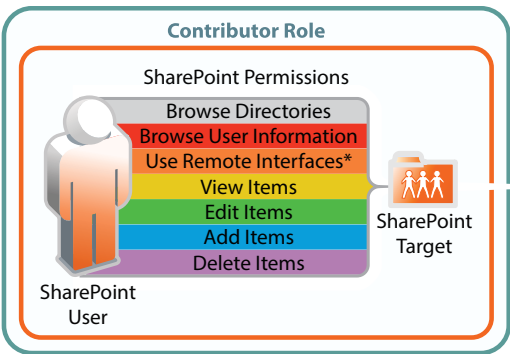 Contributor Role
SharePoint Permissions
Browse Directories
Browse User Information
Use Remote Interfaces*
View Items
Edit Items
Add Items
Delete Items
SharePoint
User
SharePoint
Target